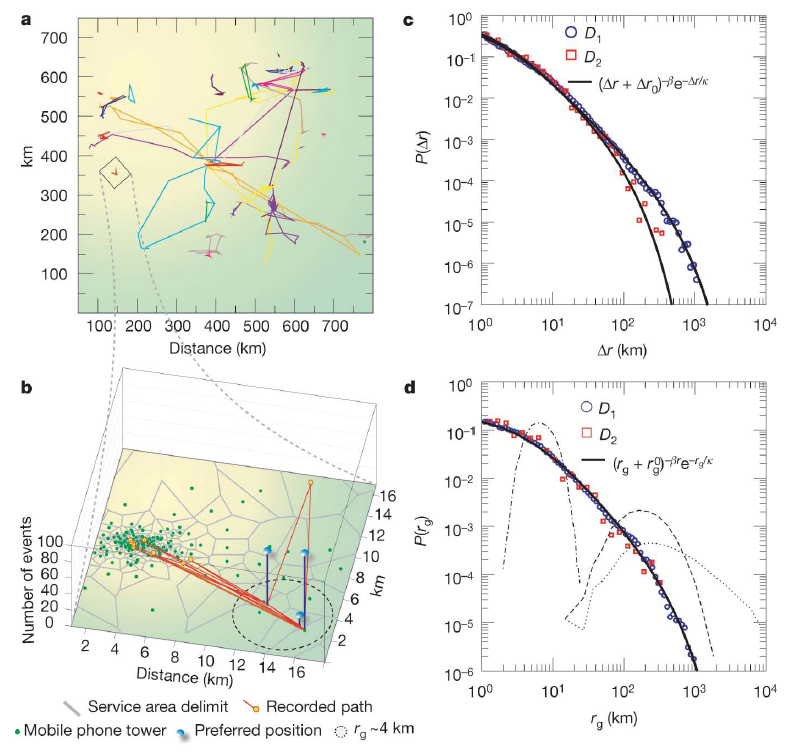 a
750
700
600
500
400
300
200
100
km
100 200 300 400 500 600 700
Distance (km)
b
100
80
60
40
20
0
Number of events
2 4 6 8 10 12 14 16
Distance (km)
16
14
12
10
8
6
4
2
km
Service area delimit Recorded path
Mobile phone tower Preferred position r_g ~4 km
c
10^0
10^–1
10^–2
10^–3
10^–4
10^–5
10^–6
10^–7
P(Δr)
D_1
D_2
(Δr + Δr_0)^–β e^–Δr/κ
10^0 10^1 10^2 10^3 10^4
Δr (km)
d
10^0
10^–1
10^–2
10^–3
10^–4
10^–5
10^–6
P(r_g)
D_1
D_2
(r_g + r_g^0)^–βr e^–r_g/κ
10^0 10^1 10^2 10^3 10^4
r_g (km)